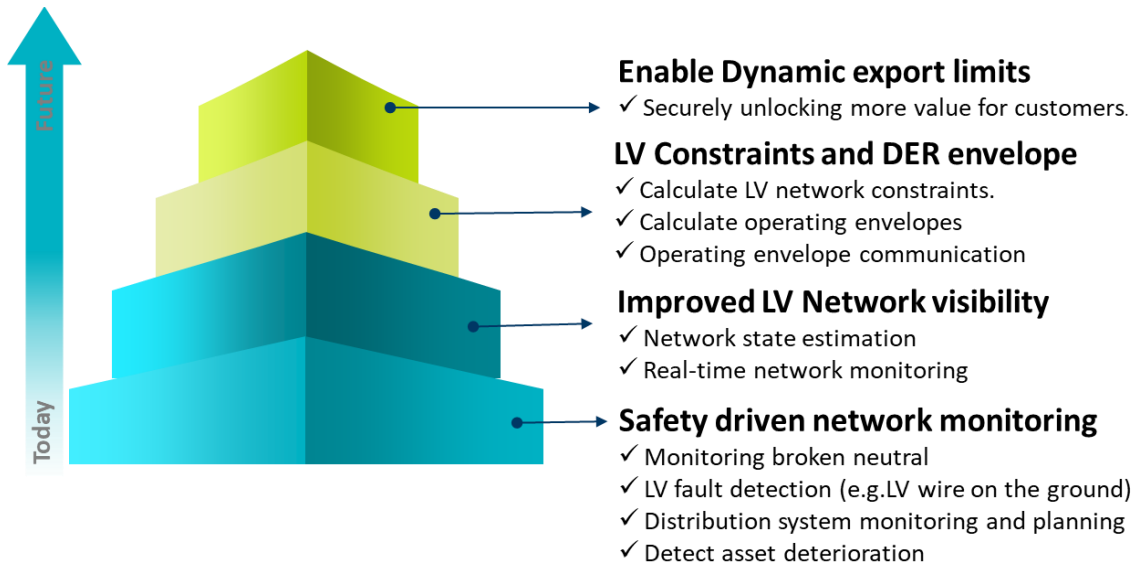 Future
Today
Enable Dynamic export limits
✓ Securely unlocking more value for customers.
LV Constraints and DER envelope
✓ Calculate LV network constraints.
✓ Calculate operating envelopes
✓ Operating envelope communication
Improved LV Network visibility
✓ Network state estimation
✓ Real-time network monitoring
Safety driven network monitoring
✓ Monitoring broken neutral
✓ LV fault detection (e.g.LV wire on the ground)
✓ Distribution system monitoring and planning
✓ Detect asset deterioration